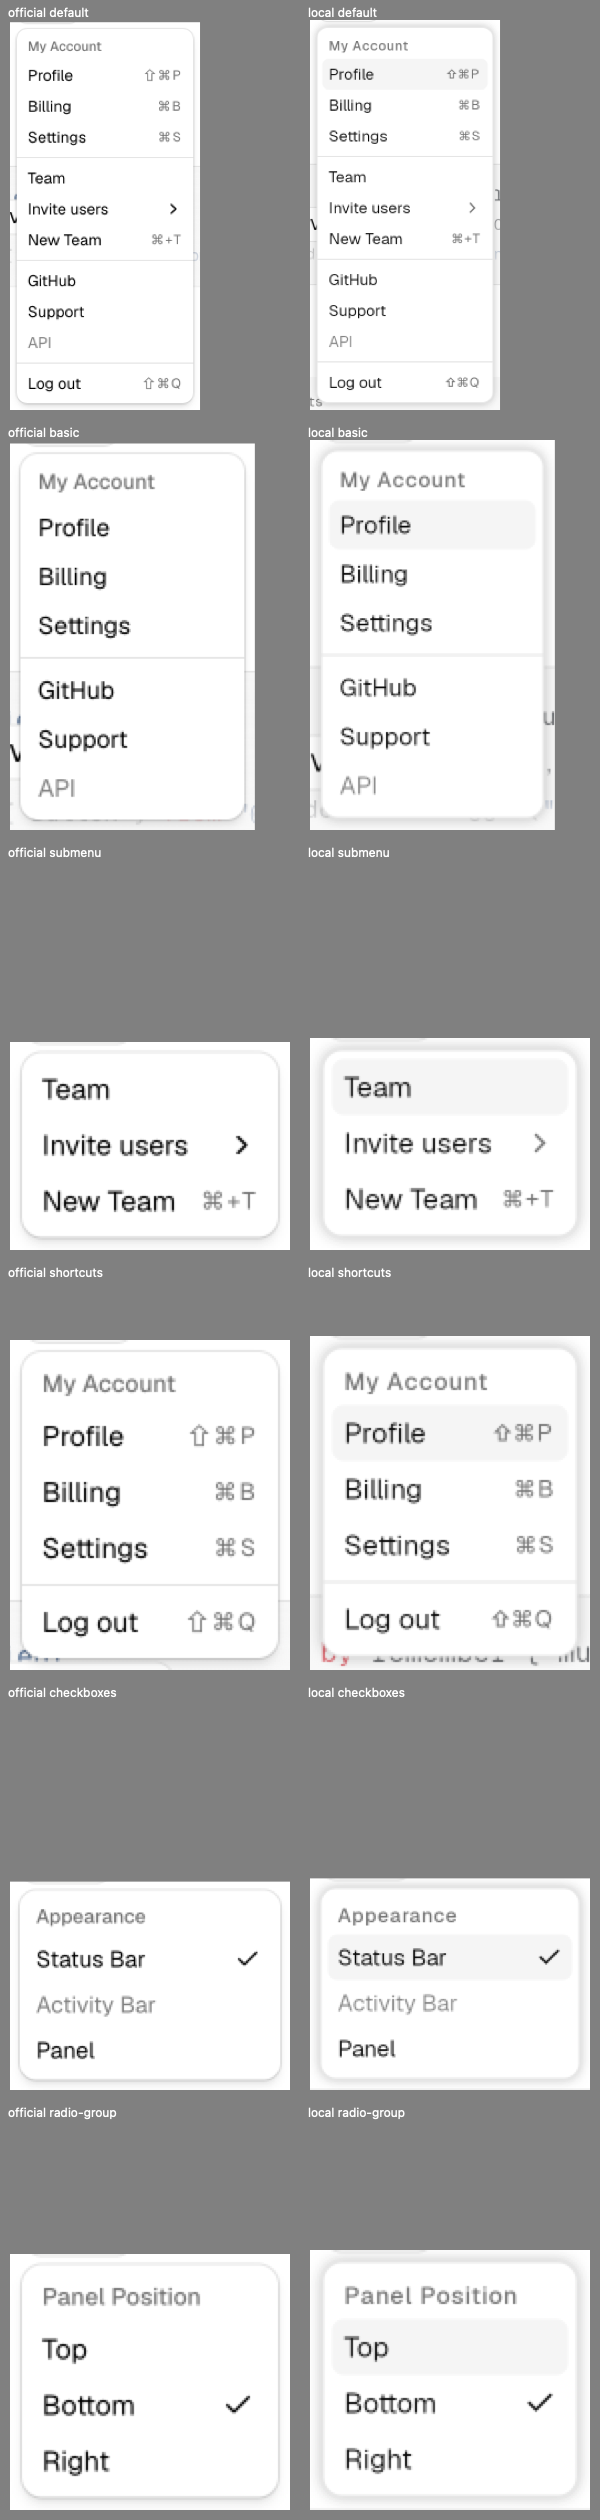 official default
My Account
Profile ⇧⌘P
Billing ⌘B
Settings ⌘S
Team
Invite users
New Team ⌘+T
GitHub
Support
API
Log out ⇧⌘Q
local default
My Account
Profile ⇧⌘P
Billing ⌘B
Settings ⌘S
Team
Invite users
New Team ⌘+T
GitHub
Support
API
Log out ⇧⌘Q
ts
official basic
My Account
Profile
Billing
Settings
GitHub
Support
API
local basic
My Account
Profile
Billing
Settings
GitHub
Support
API
official submenu
local submenu
Team
Invite users
New Team ⌘+T
Team
Invite users
New Team ⌘+T
official shortcuts
local shortcuts
My Account
Profile ⇧⌘P
Billing ⌘B
Settings ⌘S
Log out ⇧⌘Q
My Account
Profile ⇧⌘P
Billing ⌘B
Settings ⌘S
Log out ⇧⌘Q
by
official checkboxes
local checkboxes
Appearance
Status Bar
Activity Bar
Panel
Appearance
Status Bar
Activity Bar
Panel
official radio-group
local radio-group
Panel Position
Top
Bottom
Right
Panel Position
Top
Bottom
Right